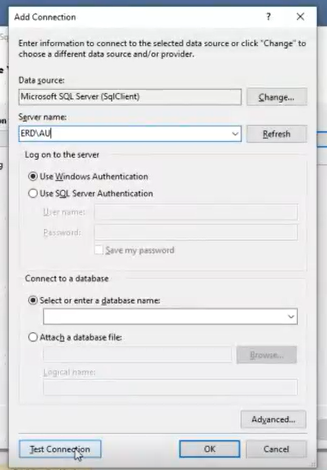 Add Connection
?
Enter information to connect to the selected data source or click "Change" to
choose a different data source and/or provider.
Data source:
Microsoft SQL Server (SqlClient)
Change...
Server name:
ERD\AU
Refresh
Log on to the server
Use Windows Authentication
Use SQL Server Authentication
User name:
Password:
Save my password
Connect to a database
Select or enter a database name:
Attach a database file:
Browse...
Logical name:
Advanced...
Test Connection
OK
Cancel